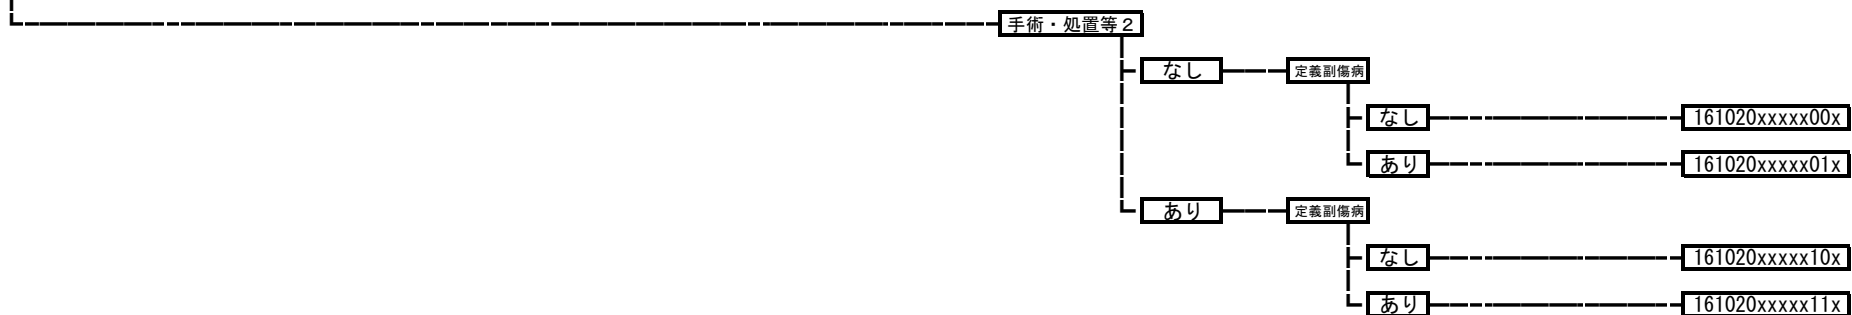 手術・処置等２
なし 定義副傷病
なし 161020xxxxx00x
あり 161020xxxxx01x
あり 定義副傷病
なし 161020xxxxx10x
あり 161020xxxxx11x